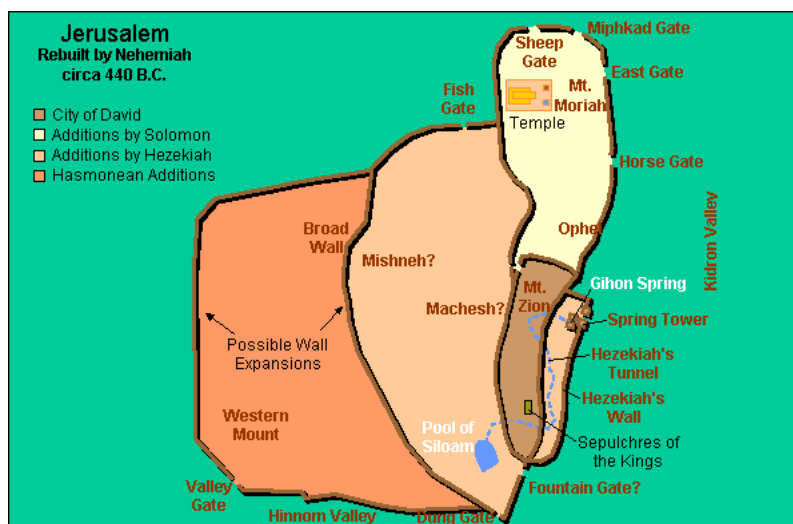 Jerusalem
Rebuilt by Nehemiah
circa 440 B.C.
City of David
Additions by Solomon
Additions by Hezekiah
Hasmonean Additions
Miphkad Gate
Sheep
Gate
East Gate
Mt.
Moriah
Fish
Gate
Temple
Horse Gate
Kidron Valley
Broad
Wall
Ophel
Mishneh?
Gihon Spring
Mt.
Zion
Machesh?
Spring Tower
Possible Wall
Expansions
Hezekiah's
Tunnel
Hezekiah's
Wall
Western
Mount
Pool of
Siloam
Sepulchres of
the Kings
Valley
Gate
Fountain Gate?
Hinnom Valley
Dung Gate